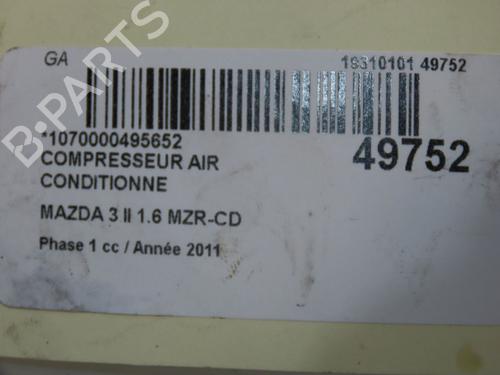 GA
19310101 49752
*1070000495652
49752
COMPRESSEUR AIR
CONDITIONNE
MAZDA 3 II 1.6 MZR-CD
Phase 1 cc / Année 2011
B-PARTS